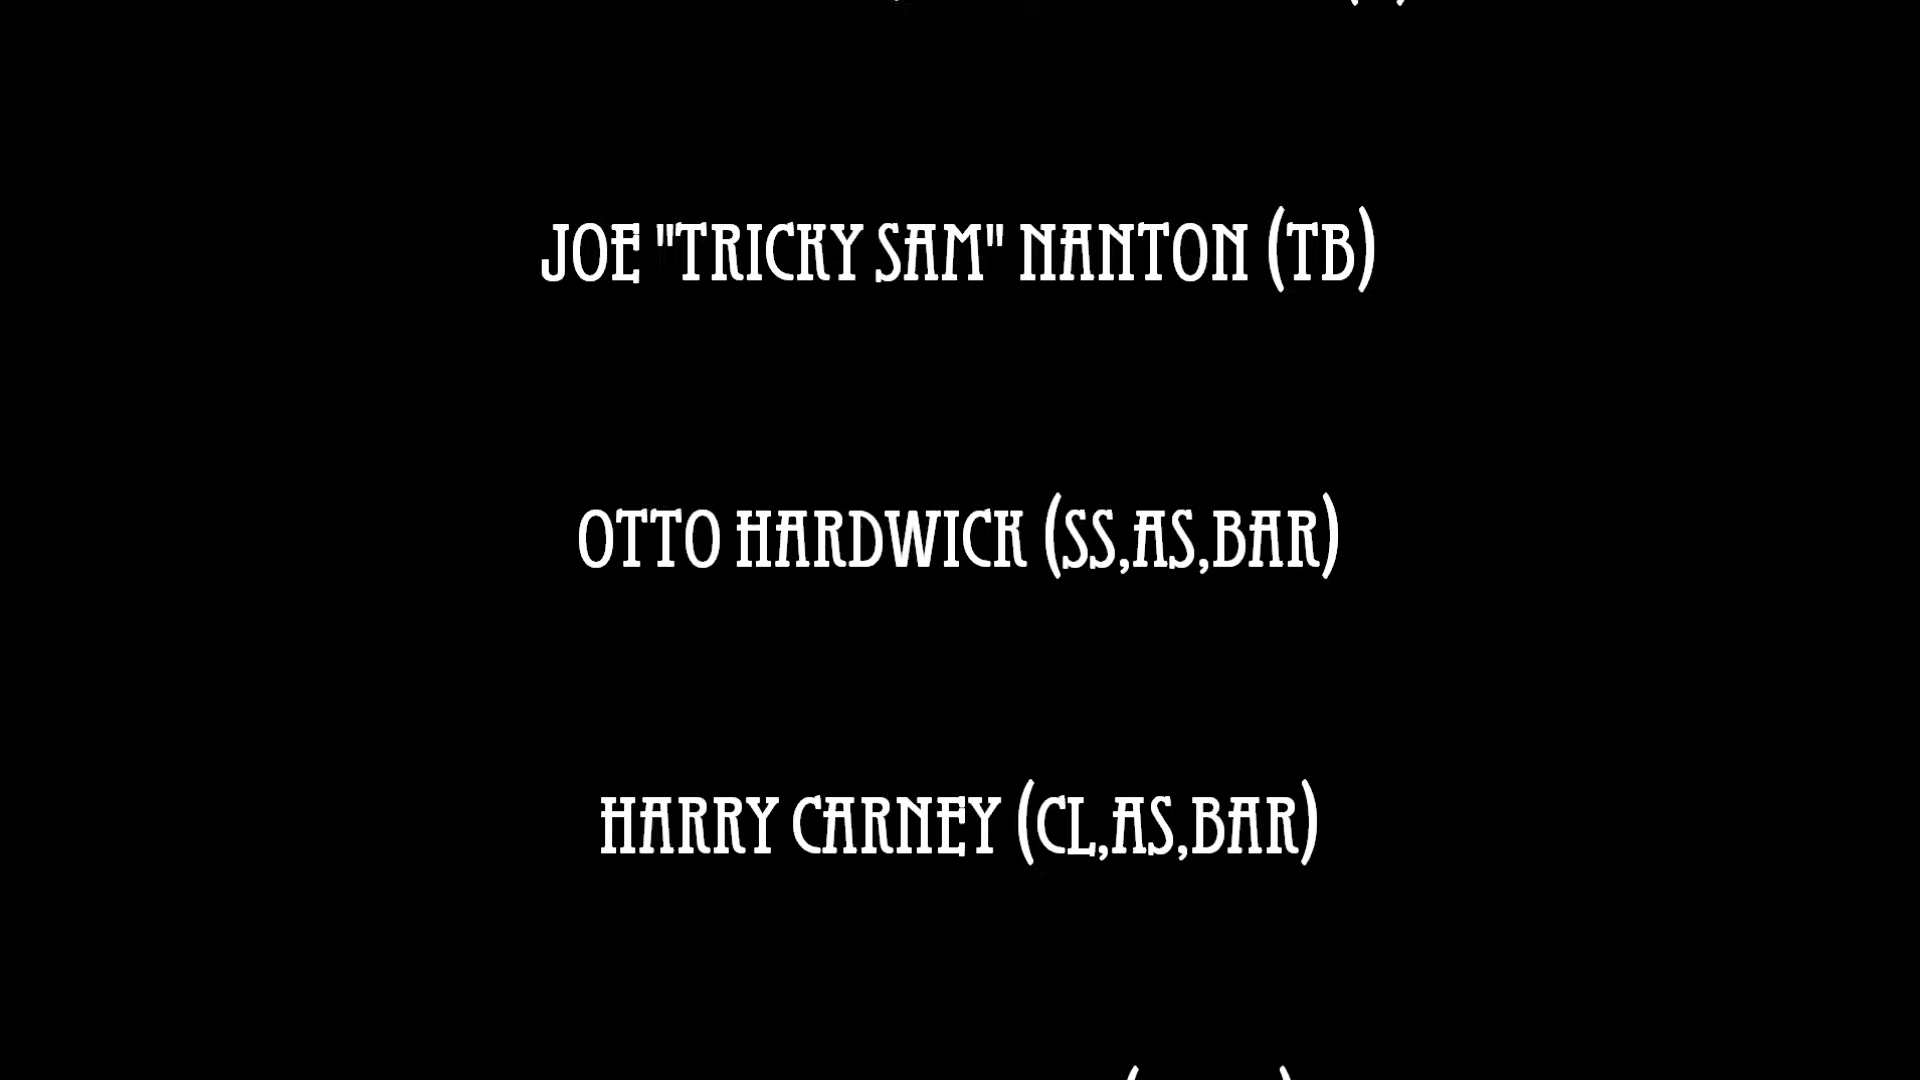 JOE "TRICKY SAM" NANTON (TB)
OTTO HARDWICK (SS,AS,BAR)
HARRY CARNEY (CL,AS,BAR)